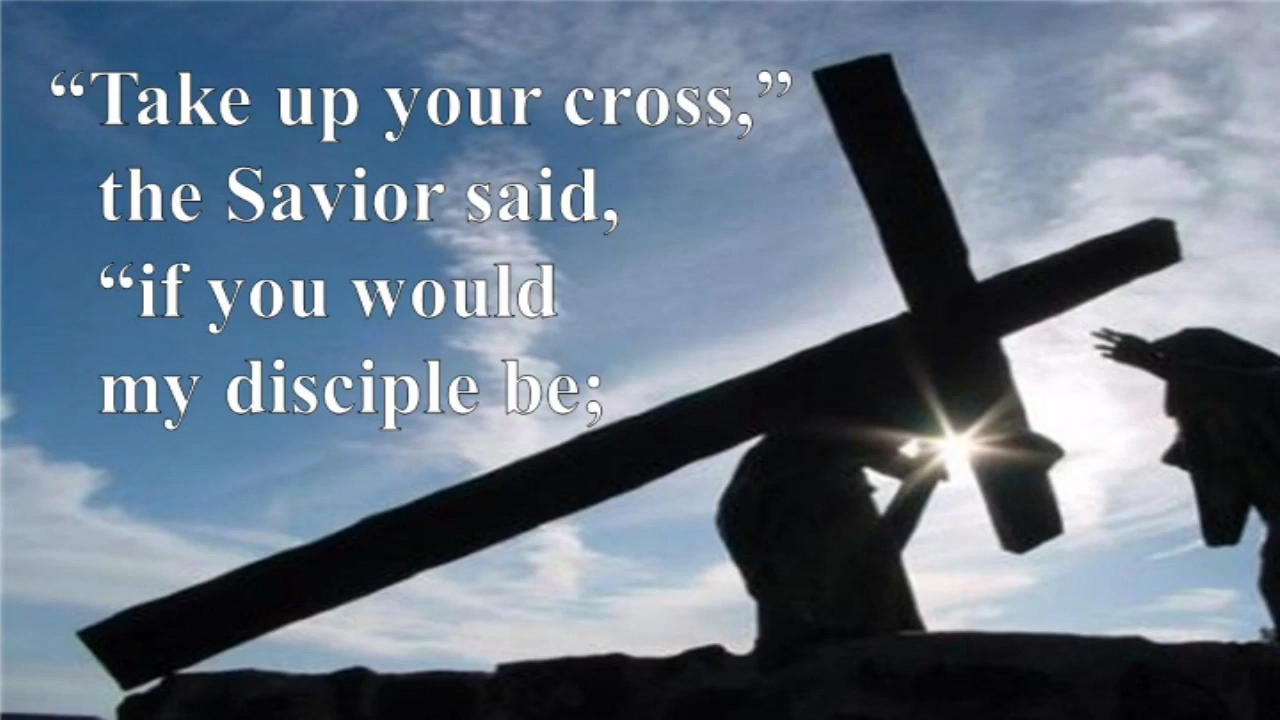 “Take up your cross,”
the Savior said,
“if you would
my disciple be;